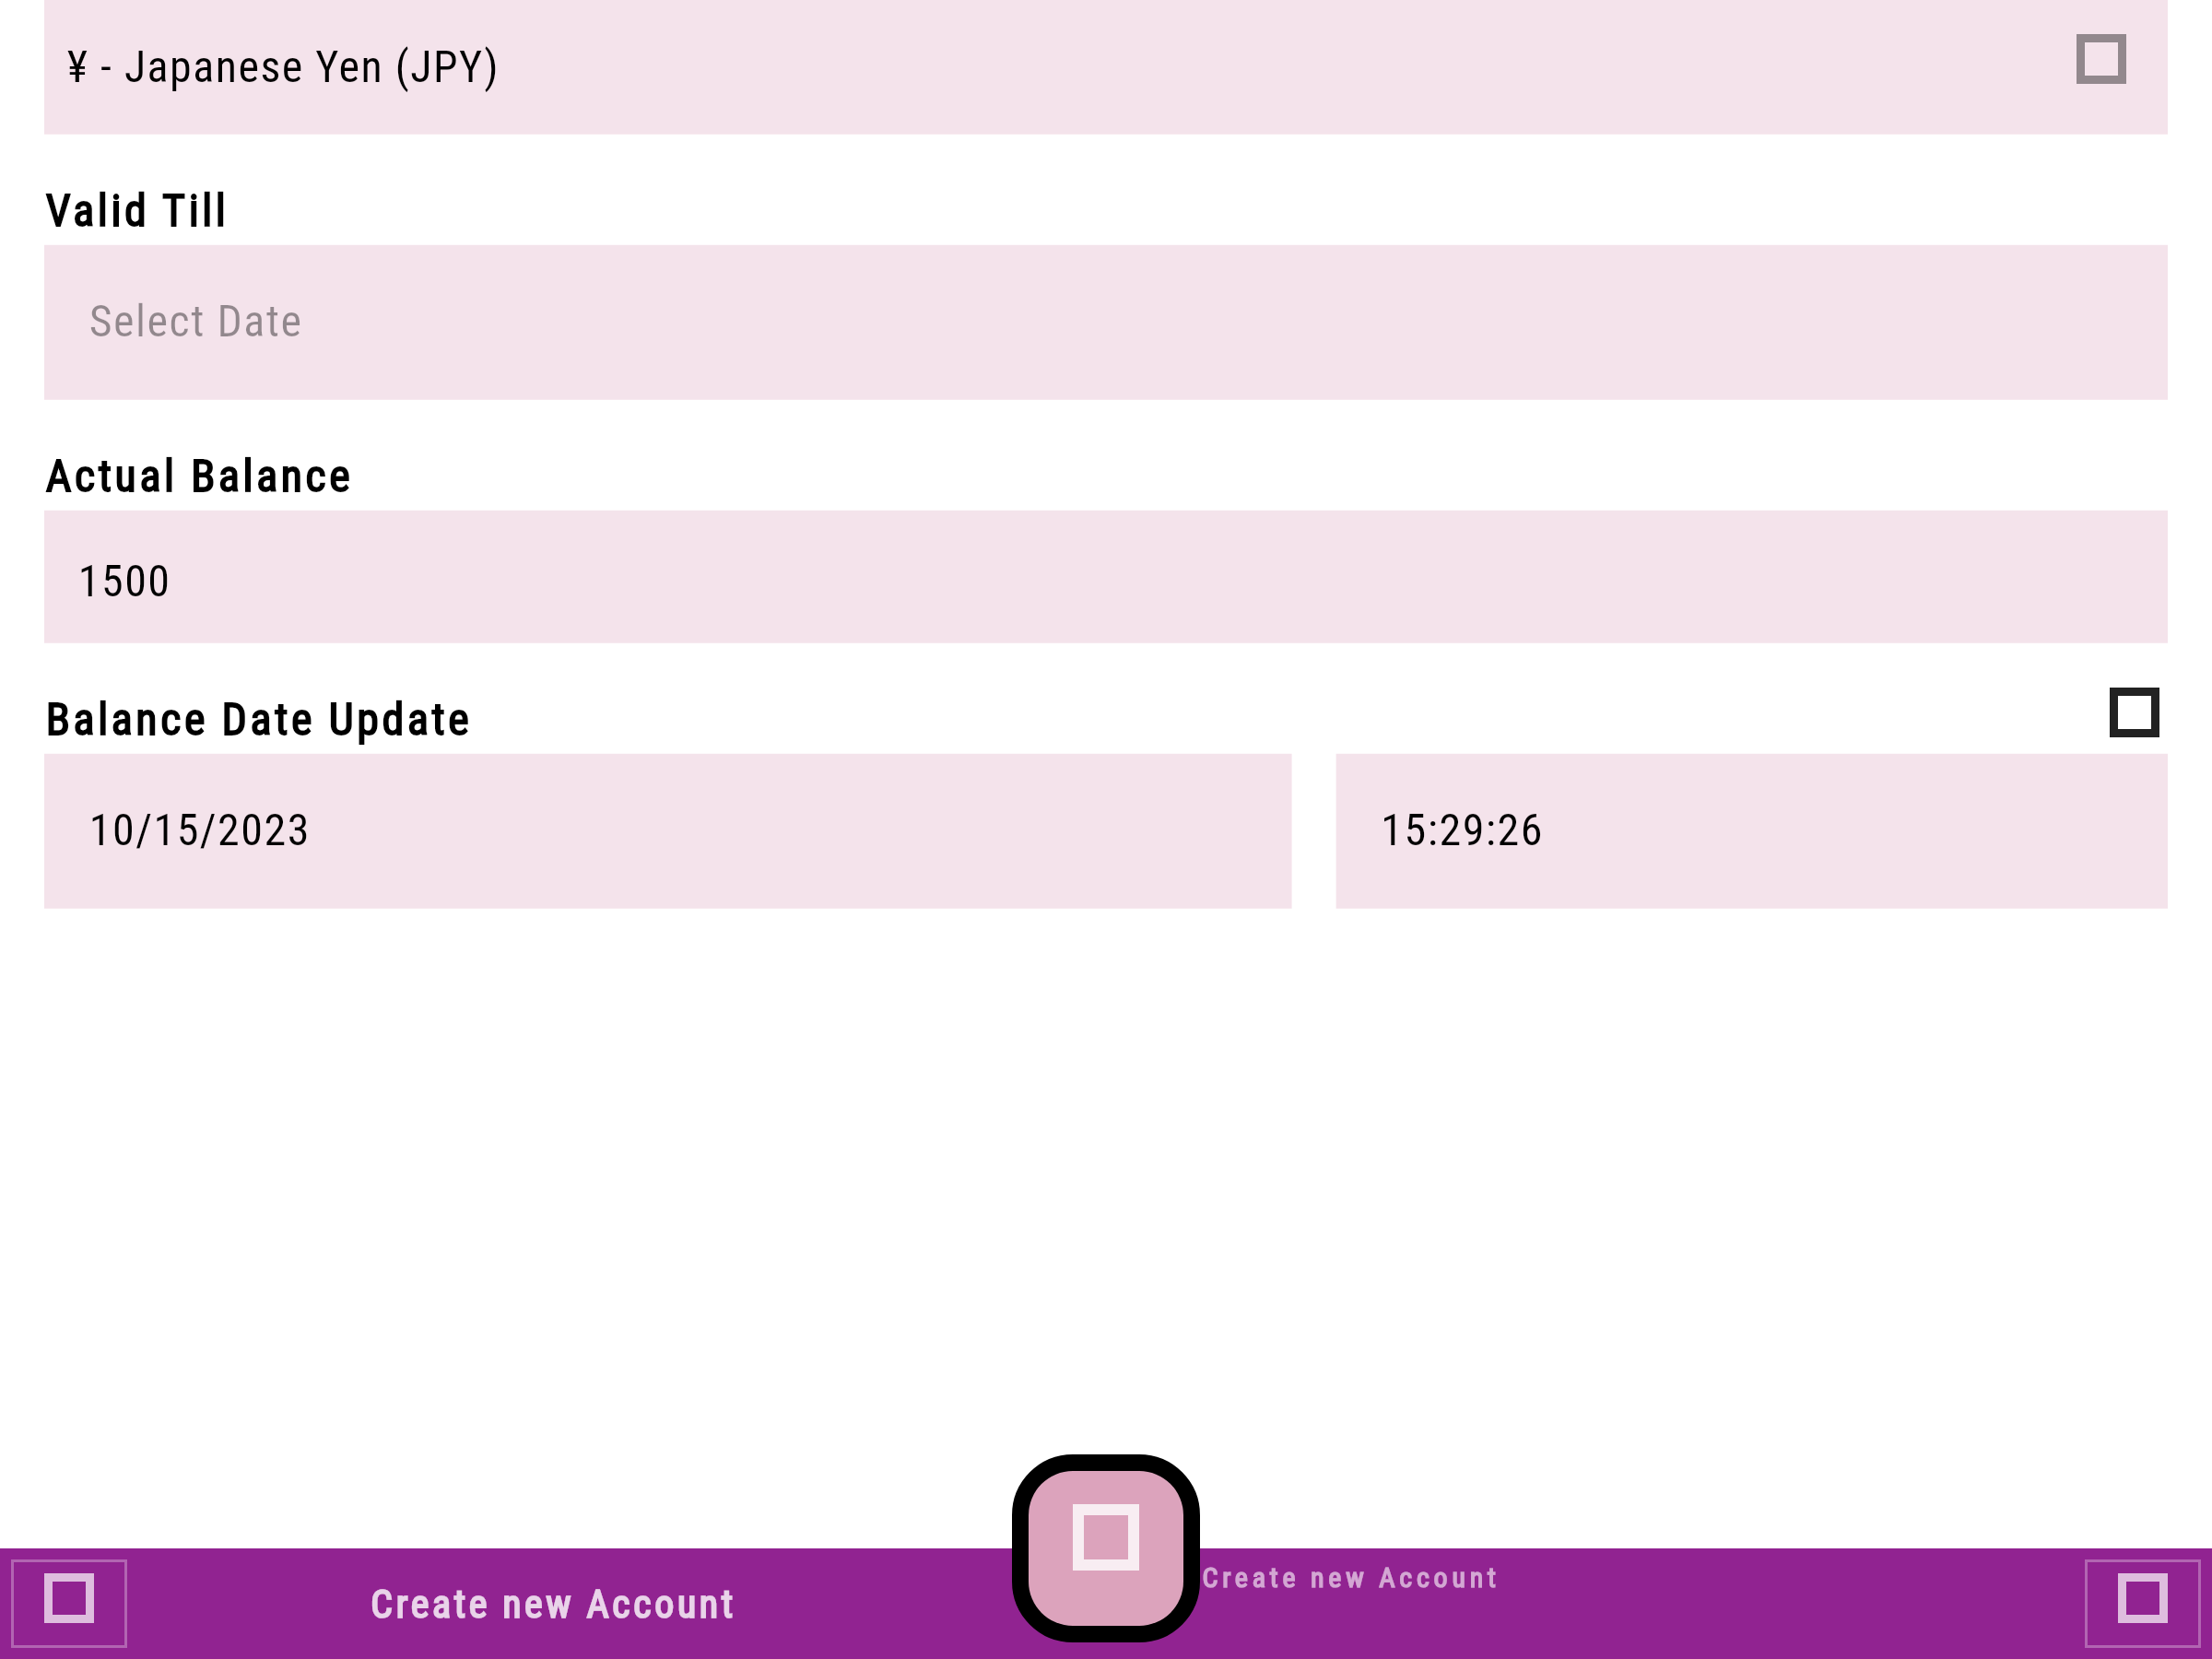 ¥ - Japanese Yen (JPY)
Valid Till
Select Date
Actual Balance
1500
Balance Date Update
10/15/2023
15:29:26
Create new Account
Create new Account